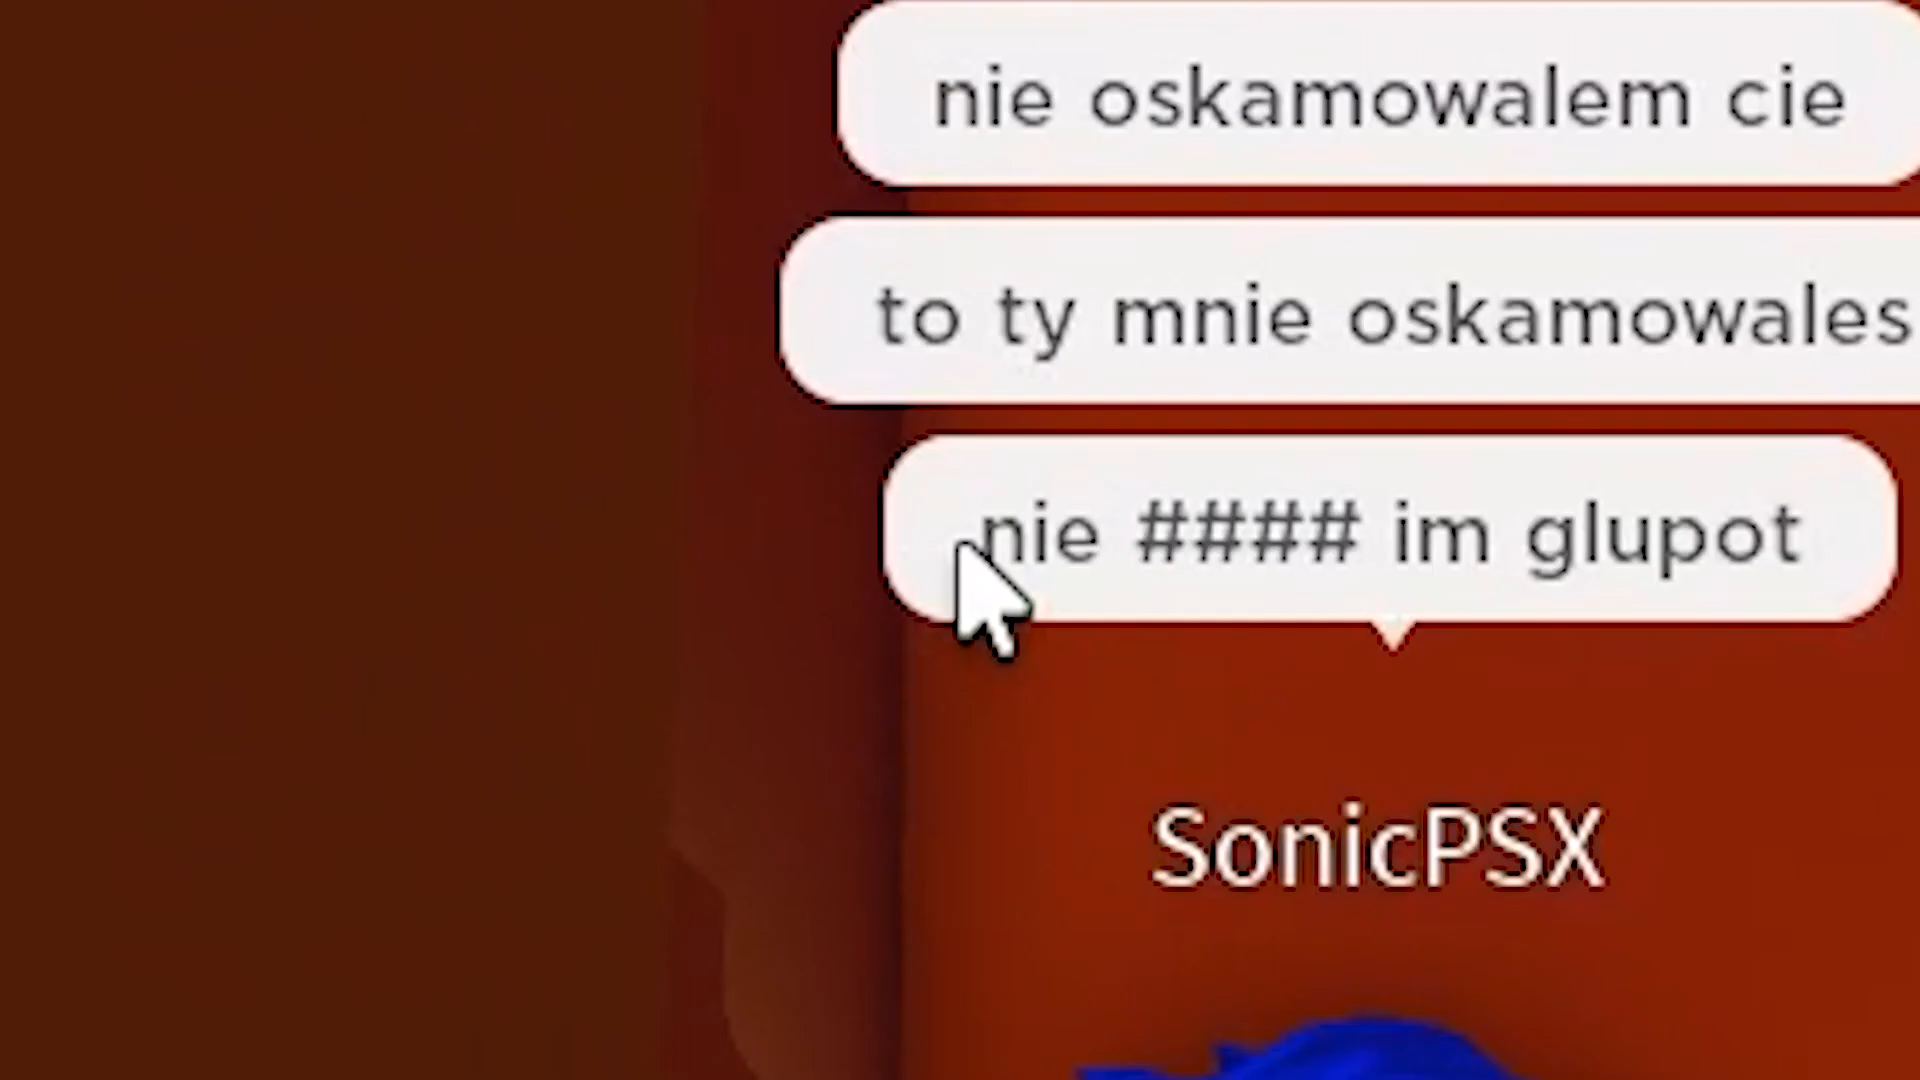 nie oskamowalem cie
to ty mnie oskamowales
nie #### im glupot
SonicPSX